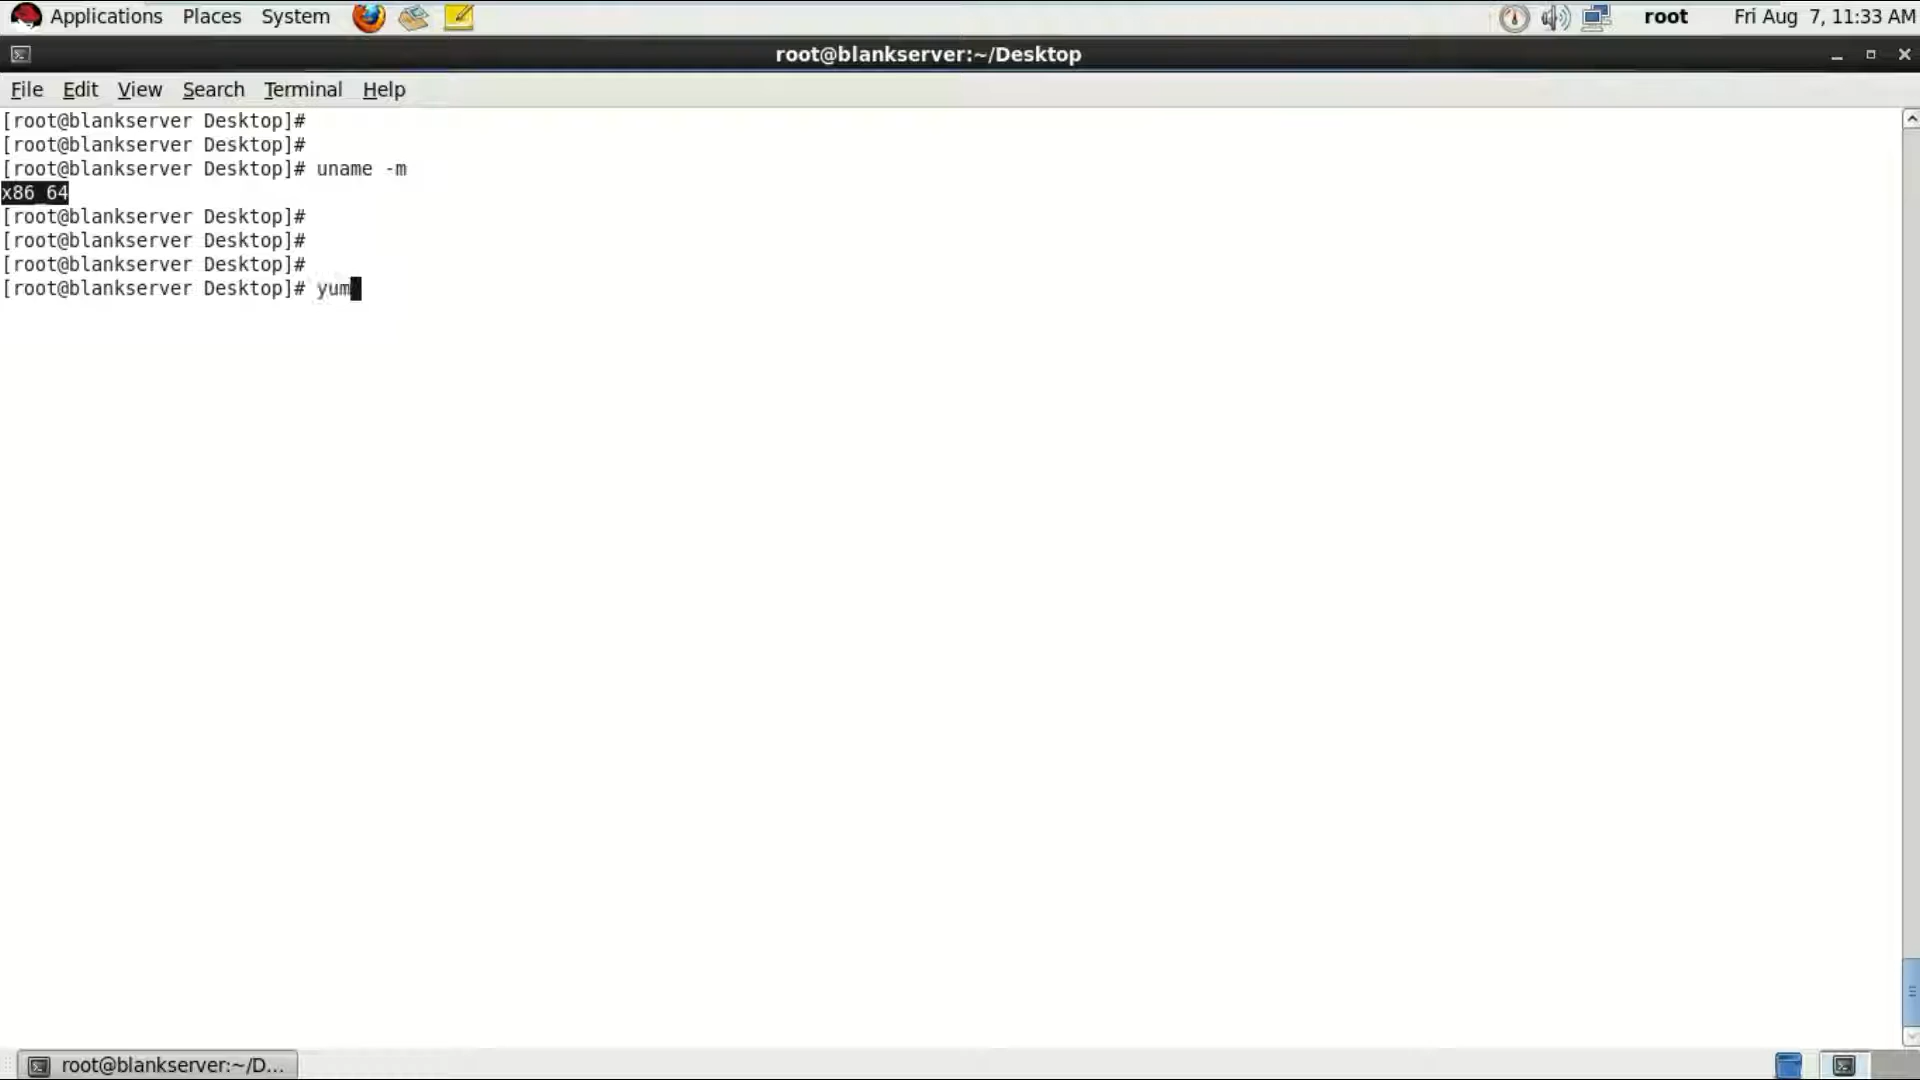 Applications Places System root Fri Aug 7, 11:33 AM
root@blankserver:~/Desktop
File Edit View Search Terminal Help
[root@blankserver Desktop]#
[root@blankserver Desktop]#
[root@blankserver Desktop]# uname -m
x86_64
[root@blankserver Desktop]#
[root@blankserver Desktop]#
[root@blankserver Desktop]#
[root@blankserver Desktop]# yum
root@blankserver:~/D...